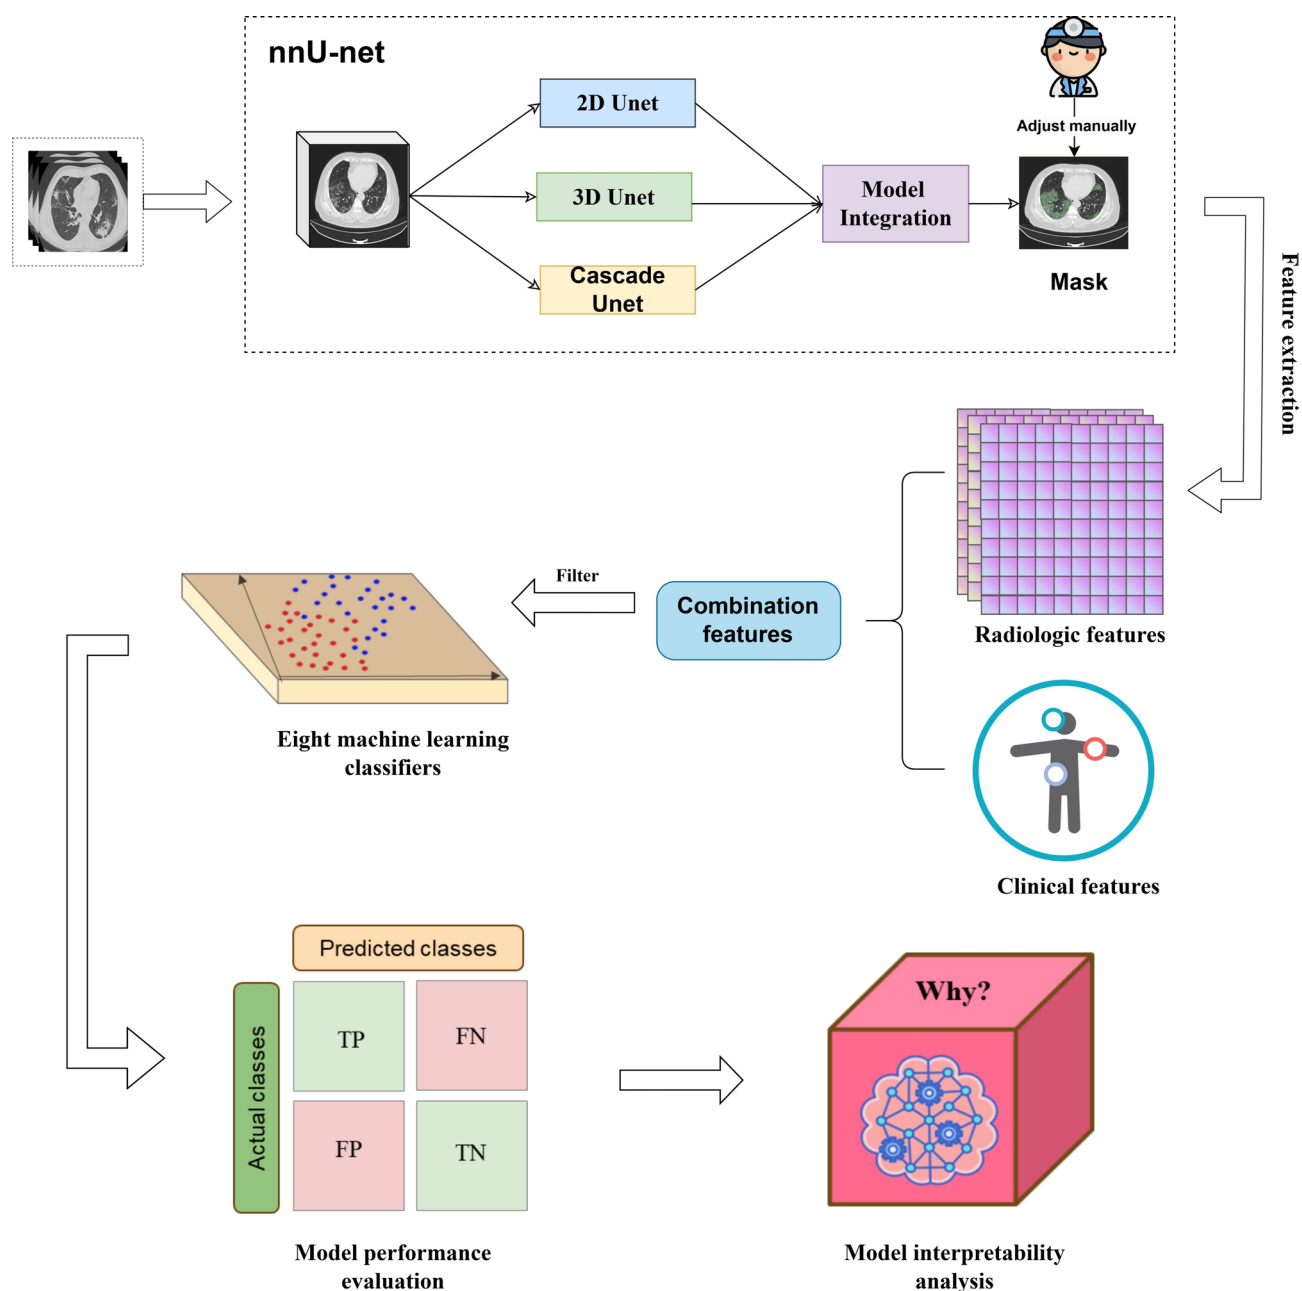 nnU-net
2D Unet
3D Unet
Cascade
Unet
Model
Integration
Adjust manually
Mask
Feature extraction
Radiologic features
Combination
features
Filter
Eight machine learning
classifiers
Clinical features
Predicted classes
Actual classes
TP
FN
FP
TN
Why?
Model performance
evaluation
Model interpretability
analysis